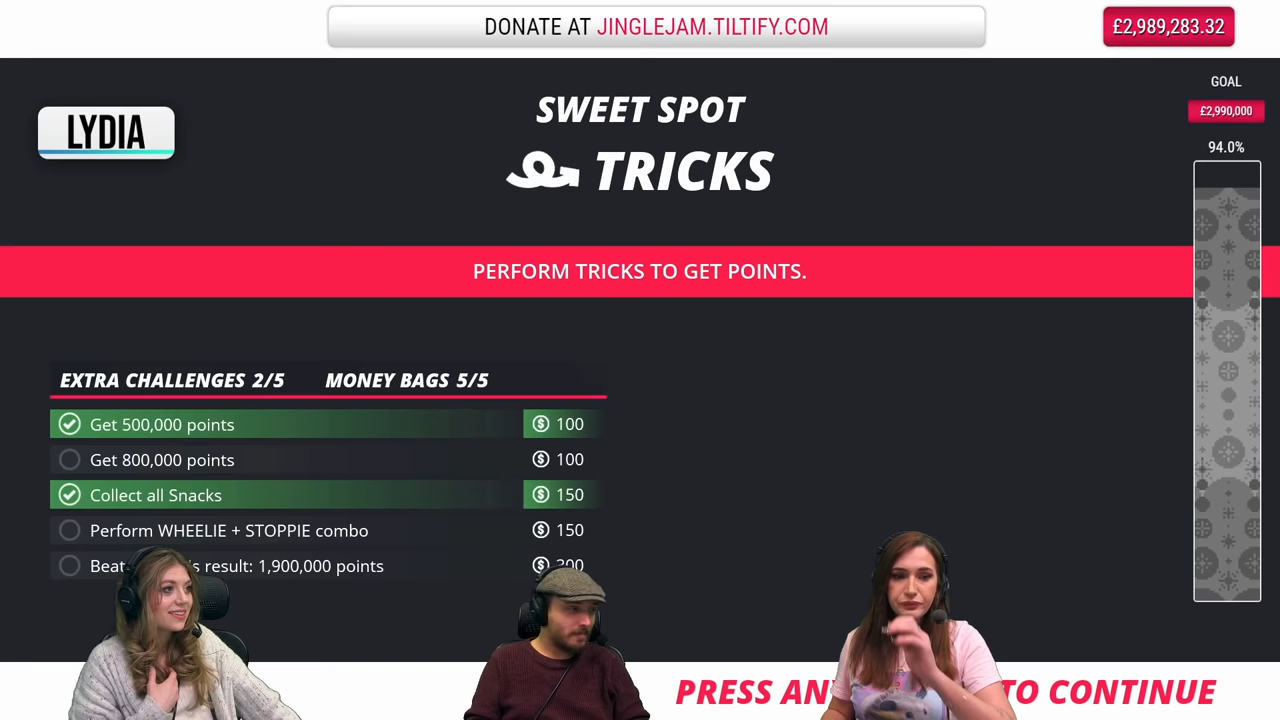 DONATE AT JINGLEJAM.TILTIFY.COM
£2,989,283.32
GOAL
£2,990,000
94.0%
LYDIA
SWEET SPOT
TRICKS
PERFORM TRICKS TO GET POINTS.
EXTRA CHALLENGES 2/5 MONEY BAGS 5/5
Get 500,000 points 100
Get 800,000 points 100
Collect all Snacks 150
Perform WHEELIE + STOPPIE combo 150
Beat result: 1,900,000 points 300
PRESS TO CONTINUE